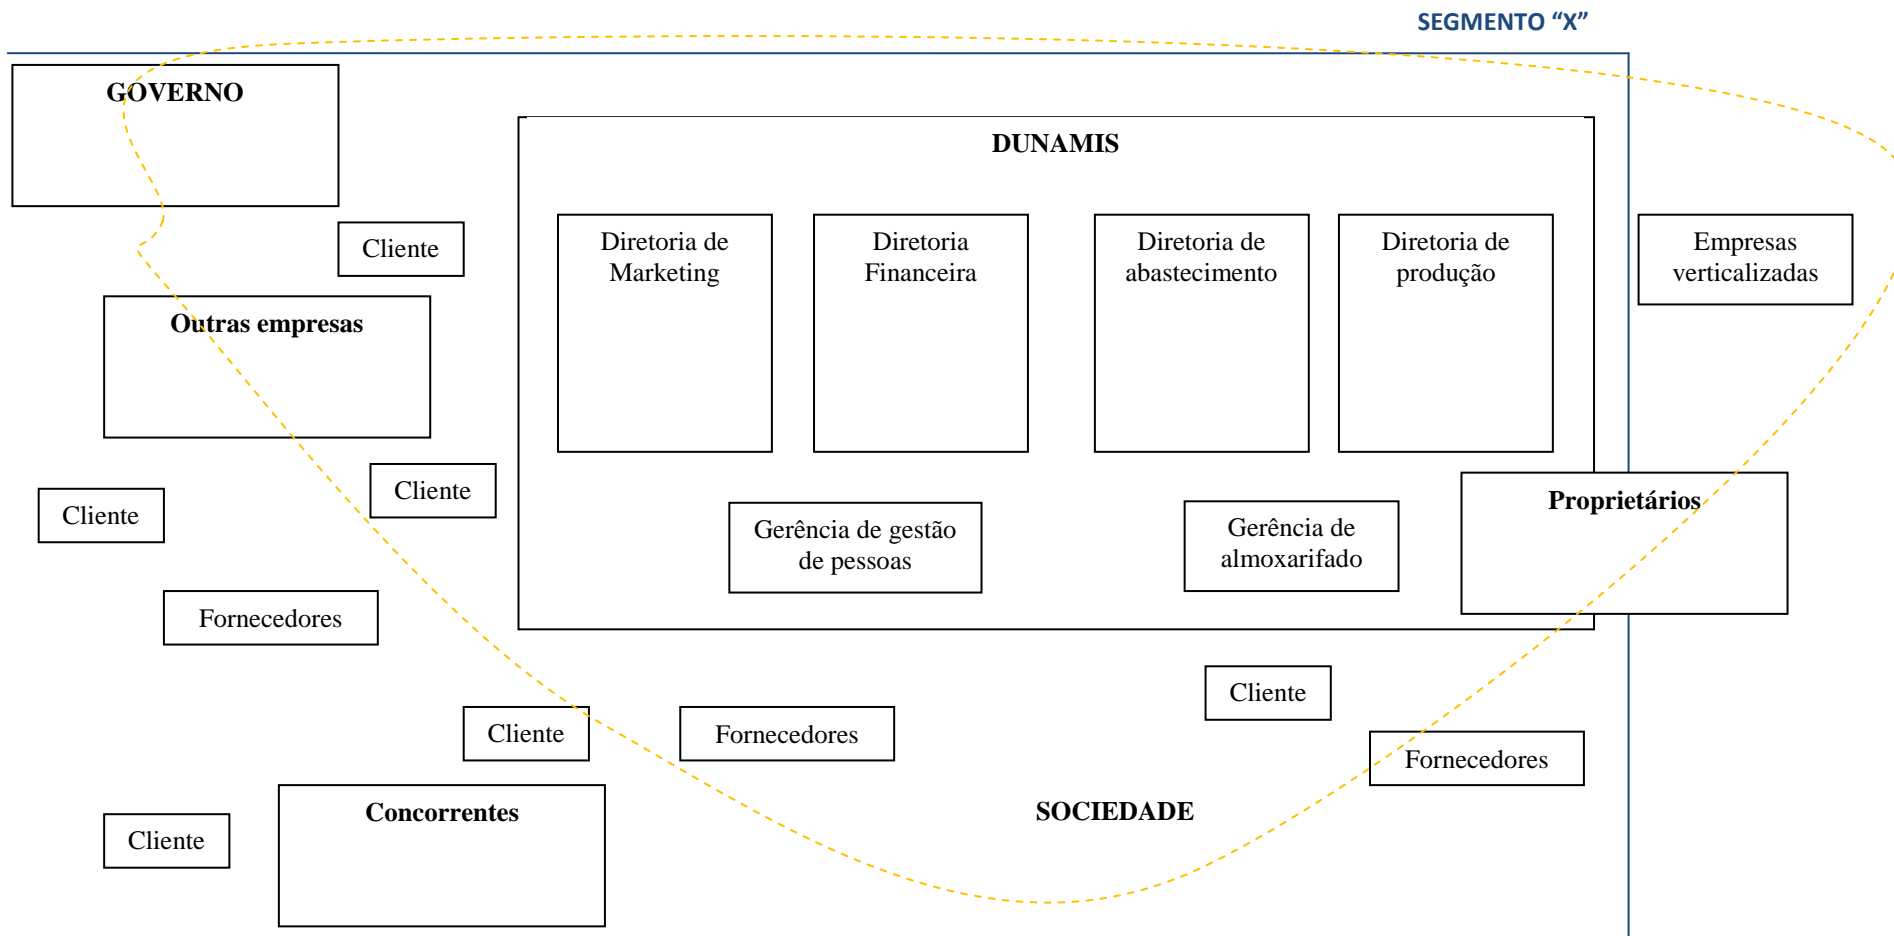 SEGMENTO “X”
GOVERNO
DUNAMIS
Cliente
Diretoria de
Marketing
Diretoria
Financeira
Diretoria de
abastecimento
Diretoria de
produção
Empresas
verticalizadas
Outras empresas
Cliente
Cliente
Gerência de gestão
de pessoas
Gerência de
almoxarifado
Proprietários
Fornecedores
Cliente
Cliente
Fornecedores
Fornecedores
Concorrentes
SOCIEDADE
Cliente